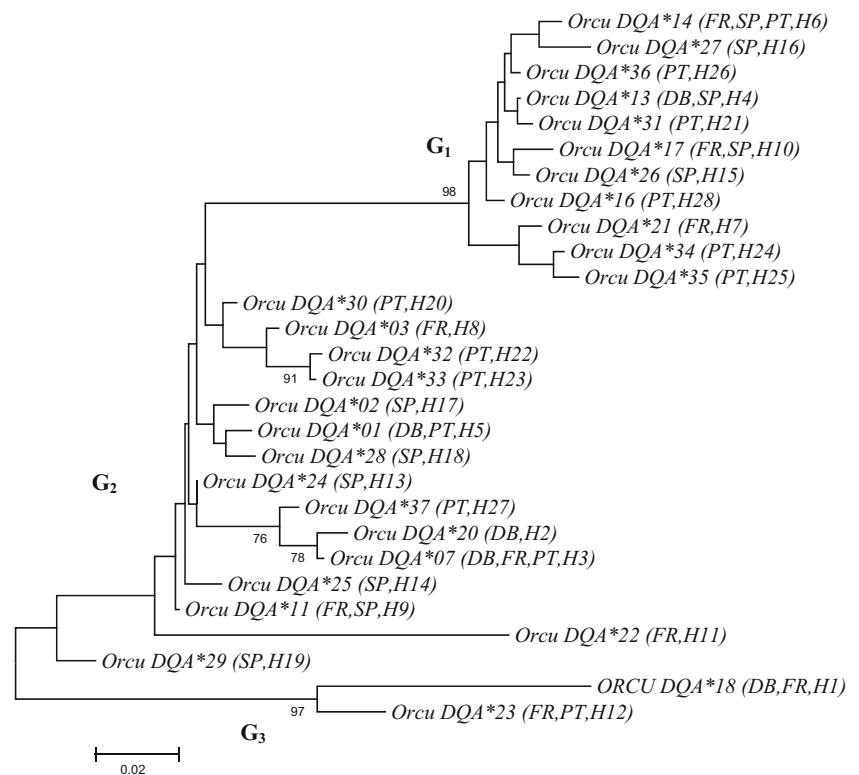 Orcu DQA*14 (FR,SP,PT,H6)
Orcu DQA*27 (SP,H16)
Orcu DQA*36 (PT,H26)
Orcu DQA*13 (DB,SP,H4)
Orcu DQA*31 (PT,H21)
G1
Orcu DQA*17 (FR,SP,H10)
Orcu DQA*26 (SP,H15)
98
Orcu DQA*16 (PT,H28)
Orcu DQA*21 (FR,H7)
Orcu DQA*34 (PT,H24)
Orcu DQA*35 (PT,H25)
Orcu DQA*30 (PT,H20)
Orcu DQA*03 (FR,H8)
Orcu DQA*32 (PT,H22)
91
Orcu DQA*33 (PT,H23)
Orcu DQA*02 (SP,H17)
Orcu DQA*01 (DB,PT,H5)
Orcu DQA*28 (SP,H18)
G2
Orcu DQA*24 (SP,H13)
Orcu DQA*37 (PT,H27)
76
Orcu DQA*20 (DB,H2)
78
Orcu DQA*07 (DB,FR,PT,H3)
Orcu DQA*25 (SP,H14)
Orcu DQA*11 (FR,SP,H9)
Orcu DQA*22 (FR,H11)
Orcu DQA*29 (SP,H19)
ORCU DQA*18 (DB,FR,H1)
97
Orcu DQA*23 (FR,PT,H12)
G3
0.02